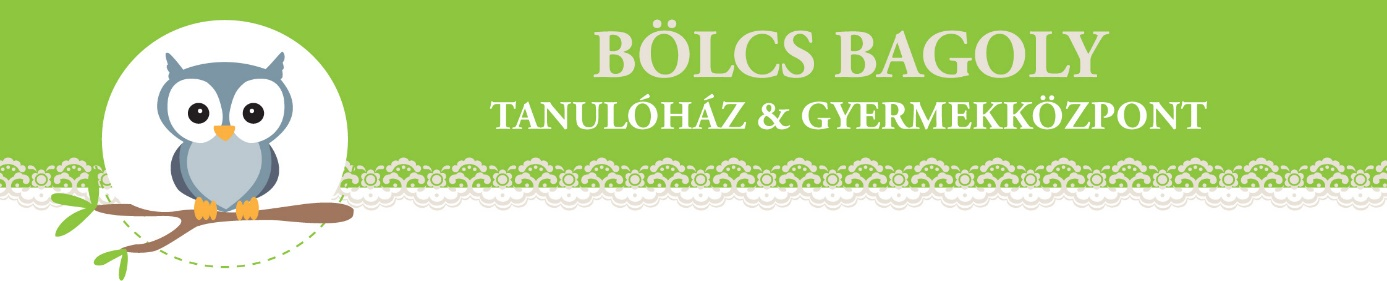 BÖLCS BAGOLY
TANULÓHÁZ & GYERMEKKÖZPONT